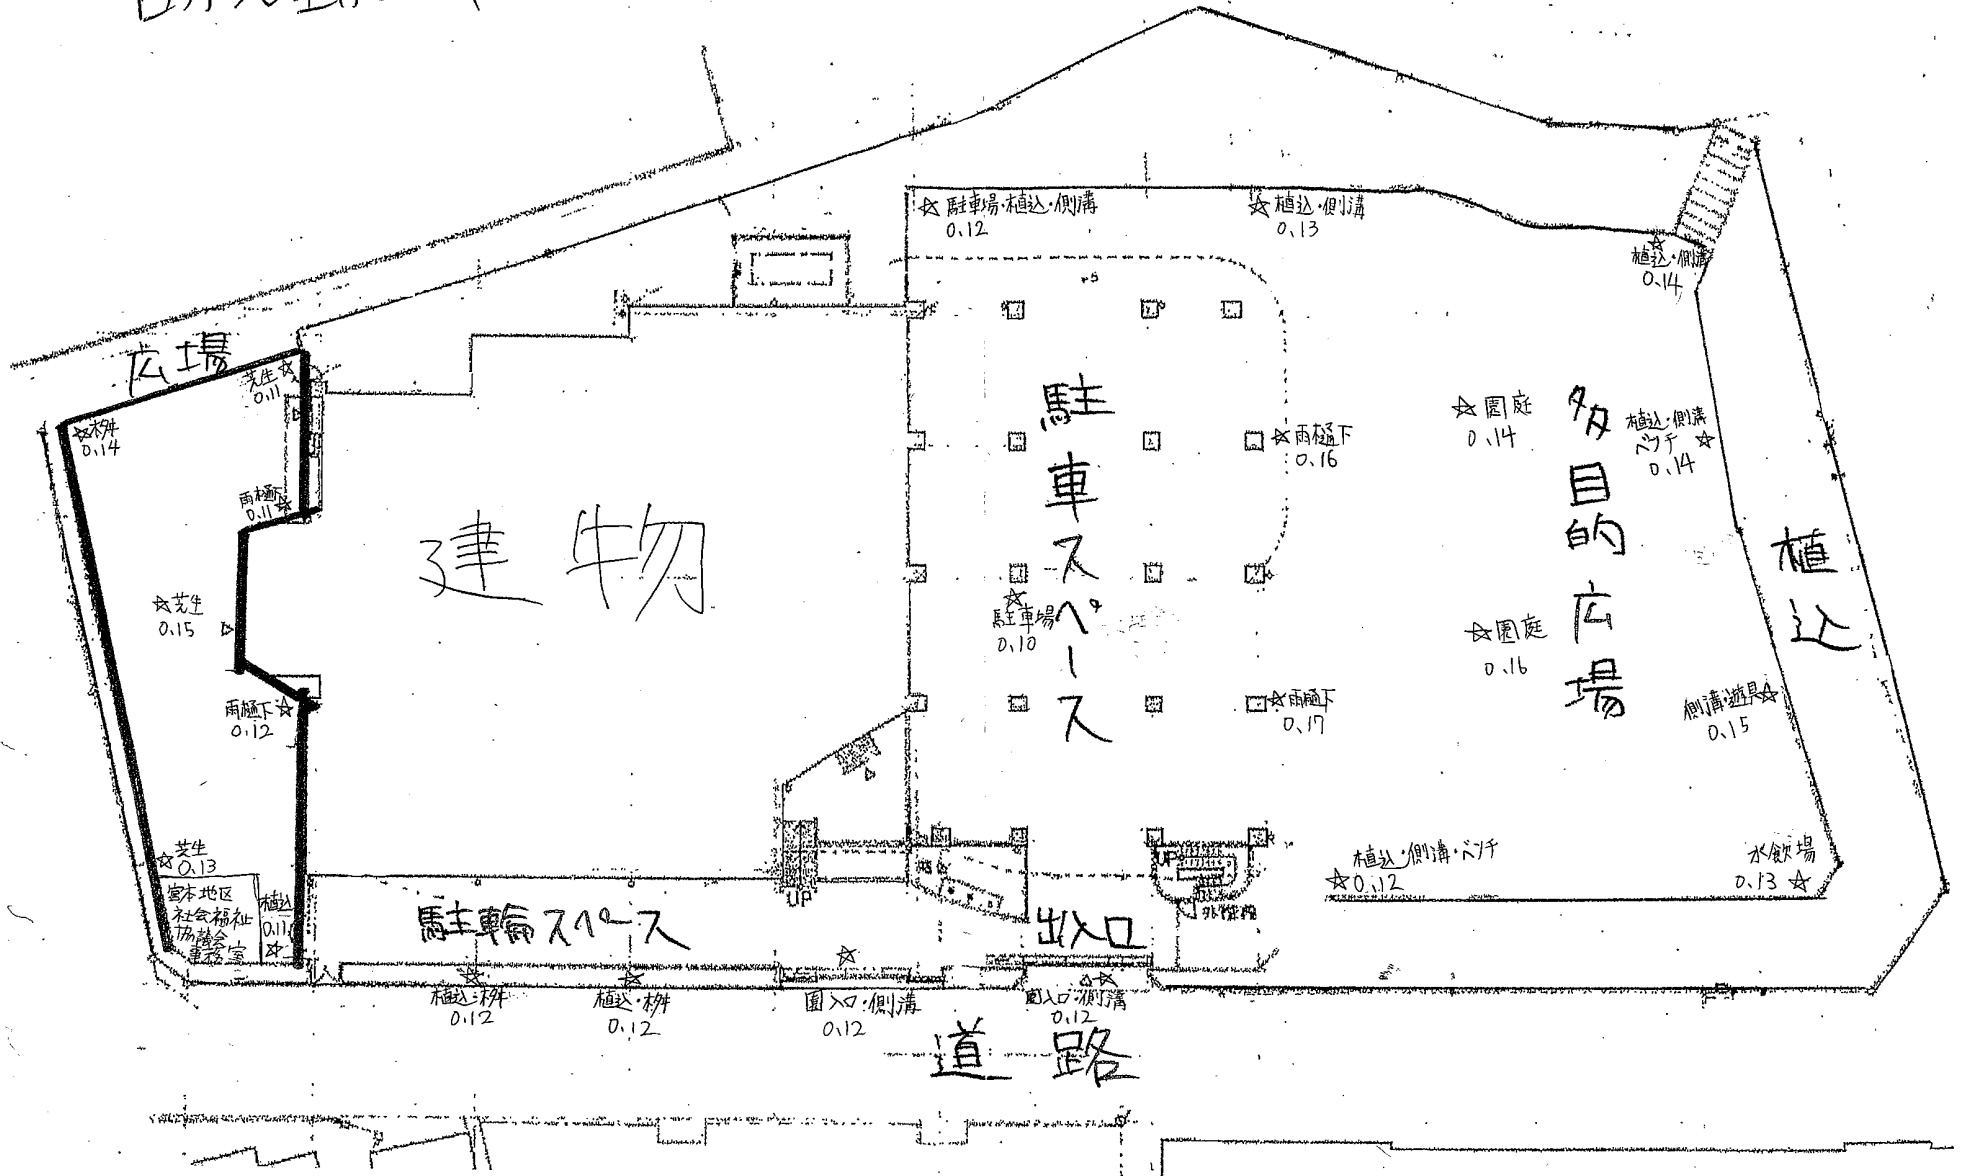 ☆駐車場・植込・側溝
0.12
☆植込・側溝
0.13
☆
植込・側溝
0.14
広場
芝生☆
0.11
☆桝
0.14
雨樋下
0.11☆
☆芝生
0.15
雨樋下☆
0.12
☆芝生
0.13
宮本地区
社会福祉
協議会
事務室
植込
0.11
☆
建物
駐車スペース
☆雨樋下
0.16
☆
駐車場
0.10
☆雨樋下
0.17
☆園庭
0.14
多目的広場
植込・側溝
ベンチ☆
0.14
☆園庭
0.16
植込
側溝・遊具☆
0.15
植込・側溝・ベンチ
☆0.12
水飲場
0.13☆
UP
UP
駐輪スペース
出入口
☆
植込・桝
0.12
☆
植込・桝
0.12
☆
園入口・側溝
0.12
☆
園入口・側溝
0.12
道路